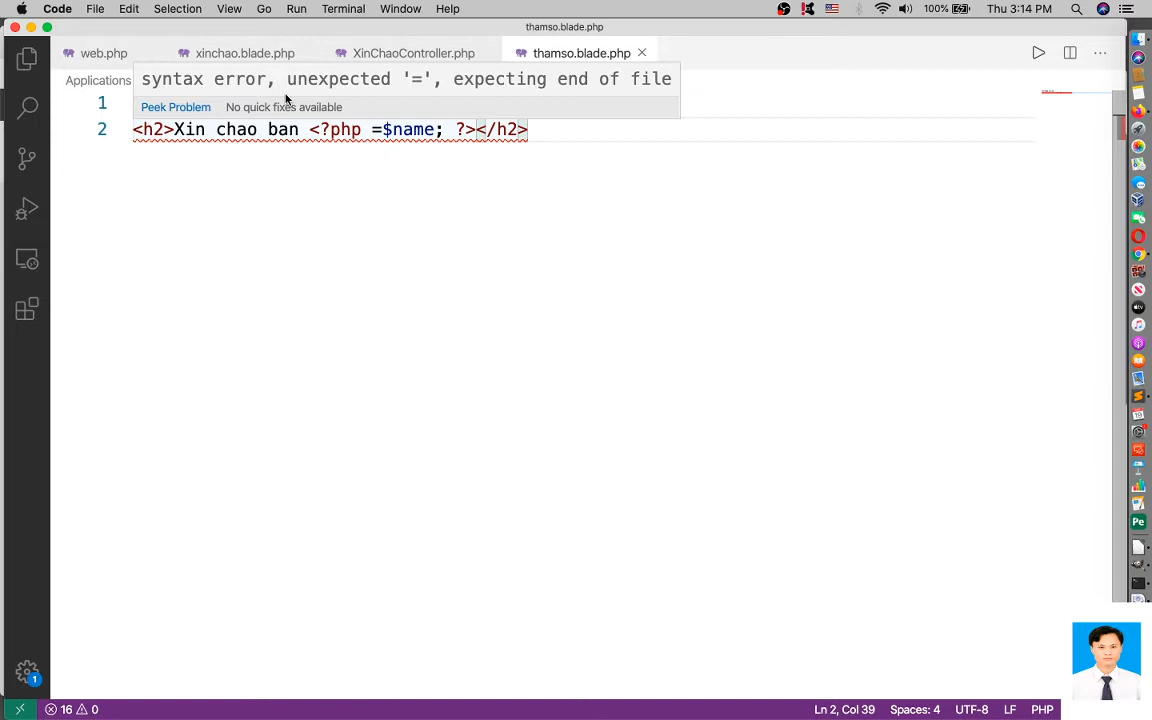 Code File Edit Selection View Go Run Terminal Window Help 100% Thu 3:14 PM
thamso.blade.php
web.php xinchao.blade.php XinChaoController.php thamso.blade.php
Applications
syntax error, unexpected '=', expecting end of file
Peek Problem No quick fixes available
1
2 <h2>Xin chao ban <?php =$name; ?></h2>
19
Pe
1
16 0 Ln 2, Col 39 Spaces: 4 UTF-8 LF PHP